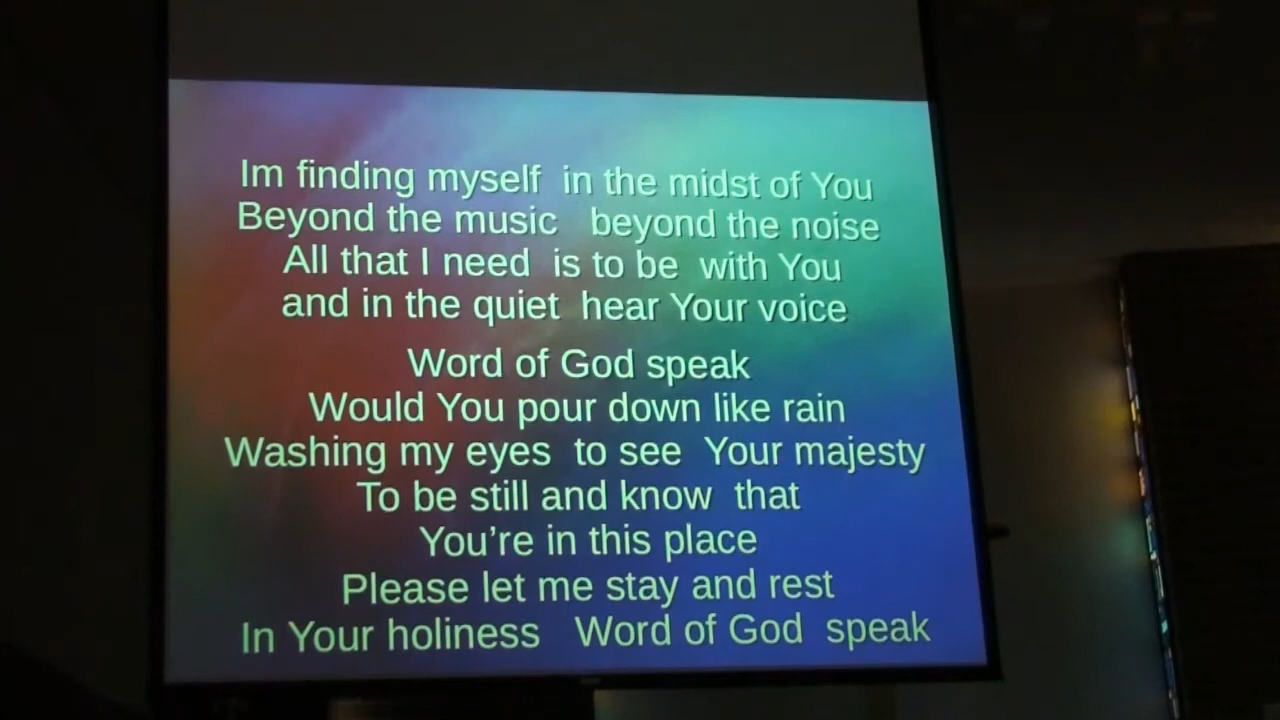 Im finding myself in the midst of You
Beyond the music beyond the noise
All that I need is to be with You
and in the quiet hear Your voice
Word of God speak
Would You pour down like rain
Washing my eyes to see Your majesty
To be still and know that
You’re in this place
Please let me stay and rest
In Your holiness Word of God speak